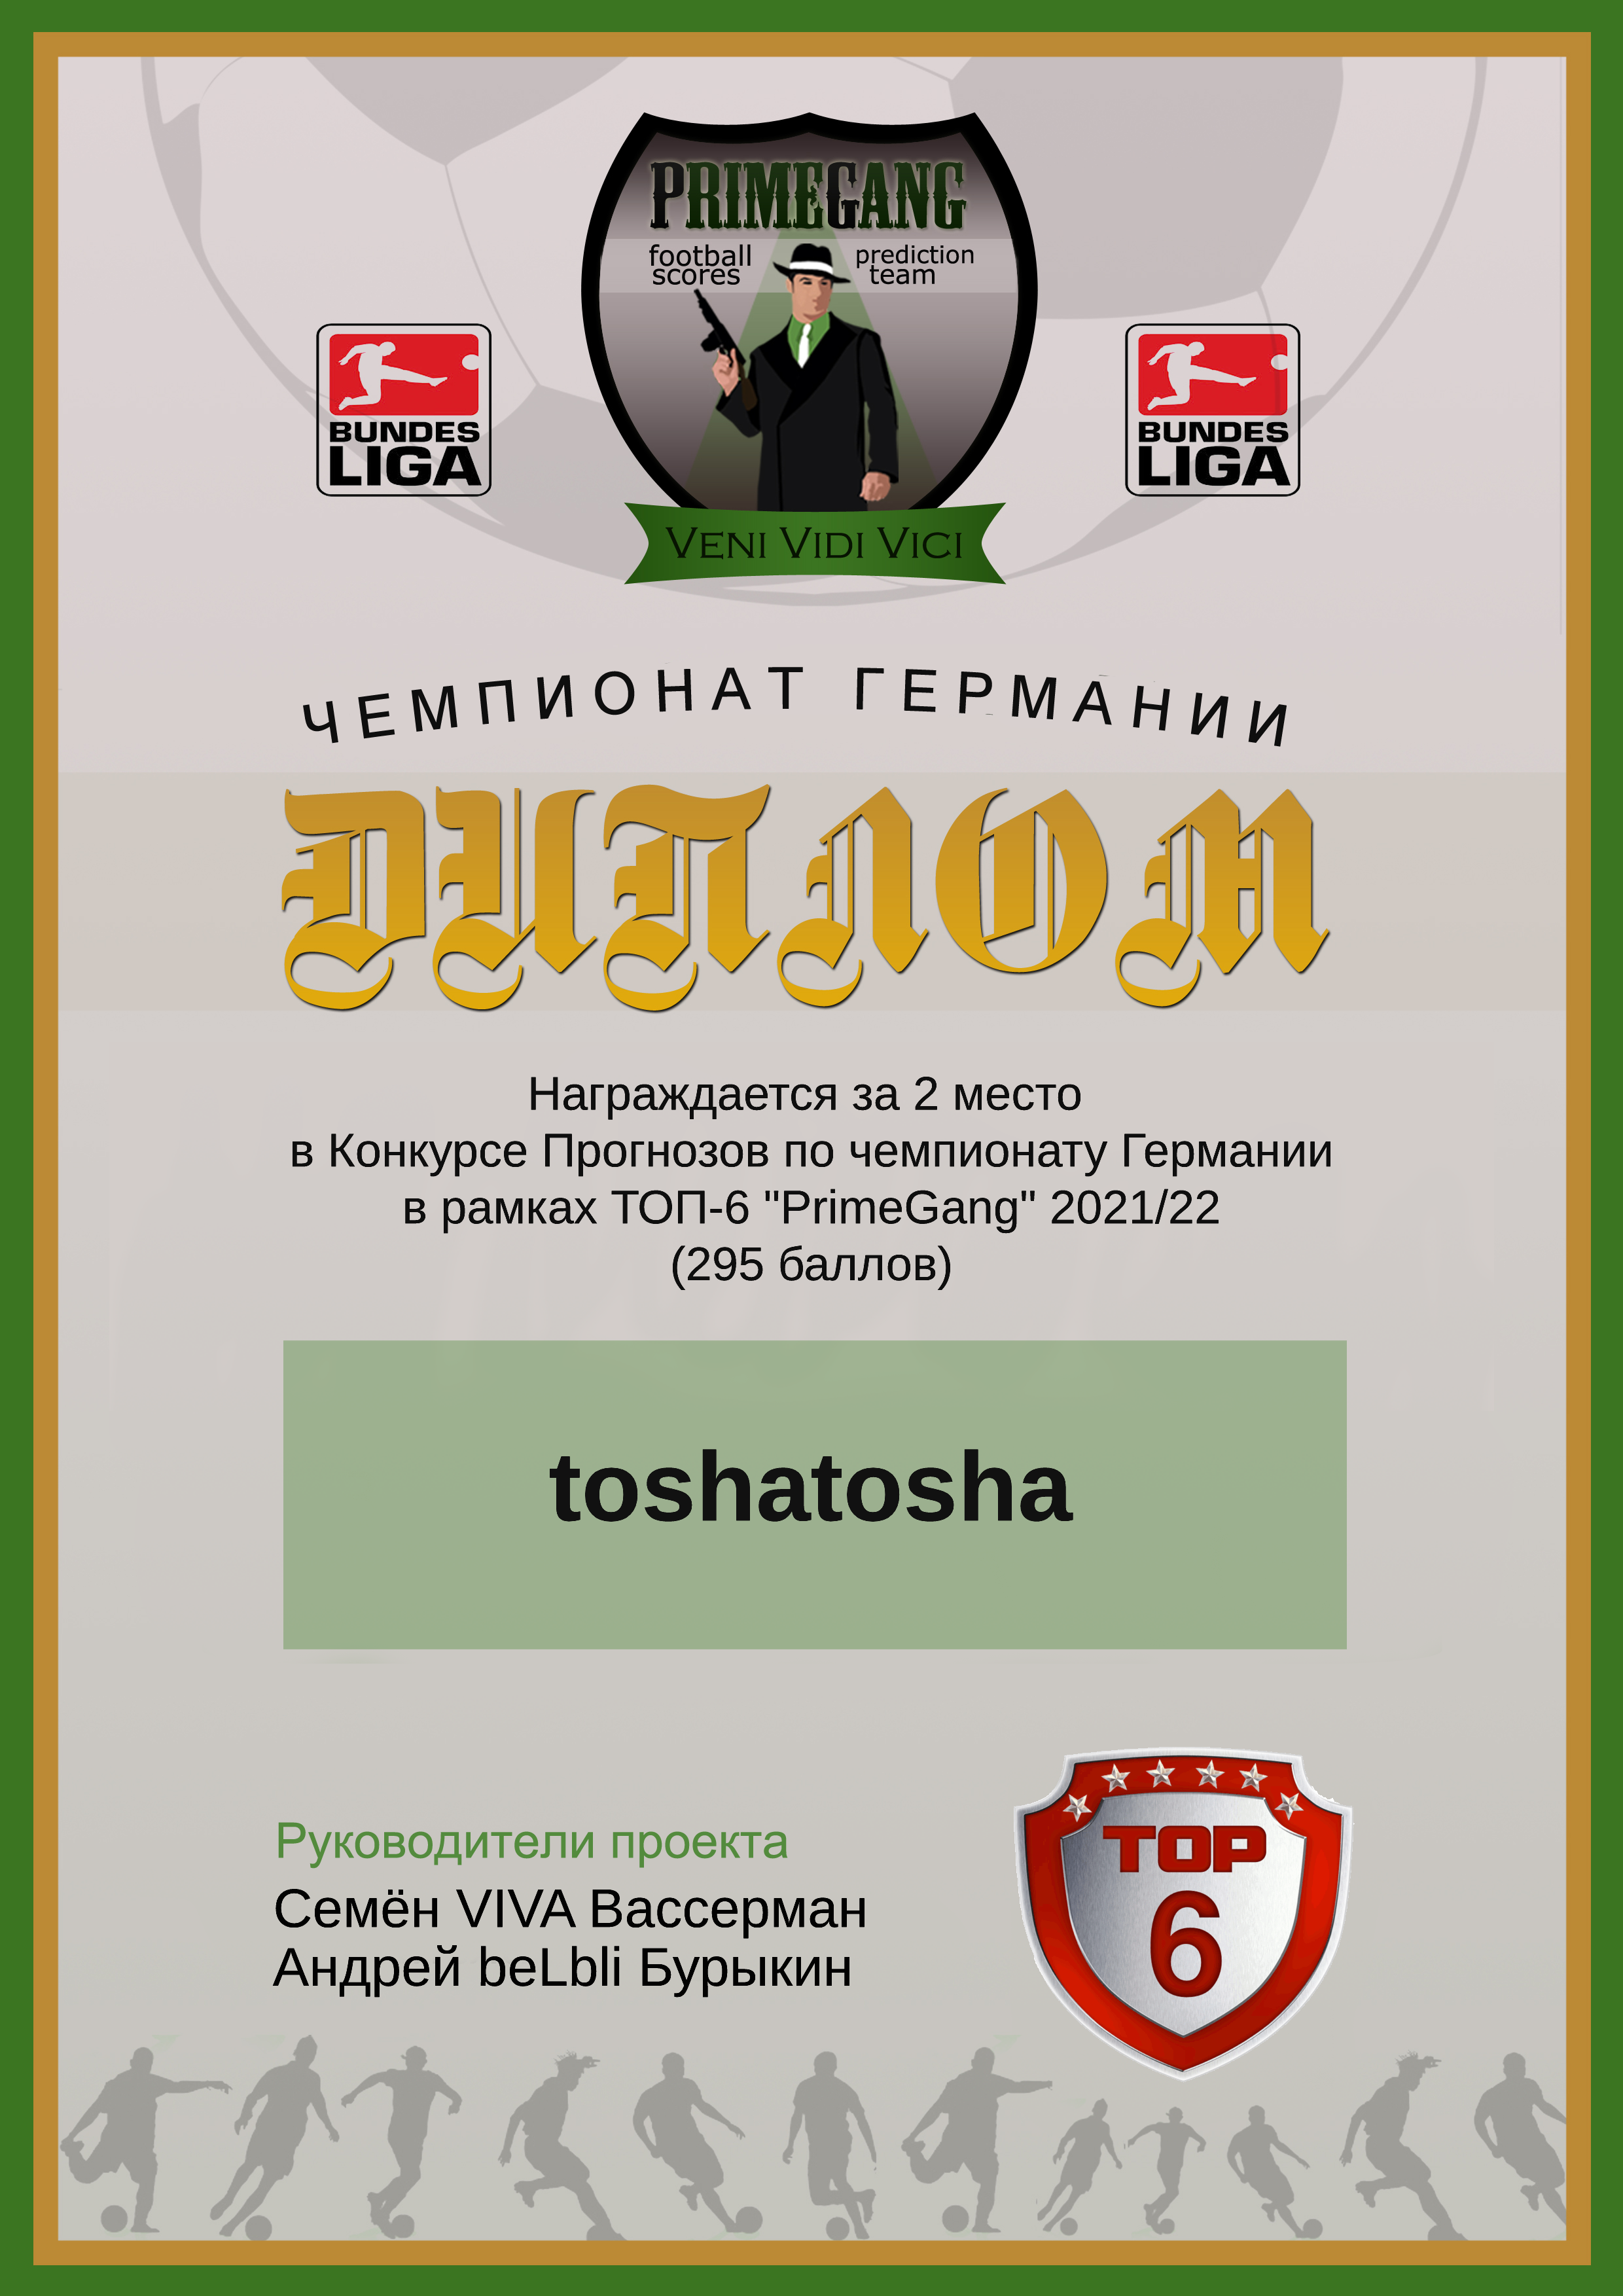 PRIMEGANG
football prediction
scores team
BUNDES
LIGA
BUNDES
LIGA
VENI VIDI VICI
ЧЕМПИОНАТ ГЕРМАНИИ
ДИПЛОМ
Награждается за 2 место
в Конкурсе Прогнозов по чемпионату Германии
в рамках ТОП-6 "PrimeGang" 2021/22
(295 баллов)
toshatosha
TOP
6
Руководители проекта
Семён VIVA Вассерман
Андрей beLbli Бурыкин